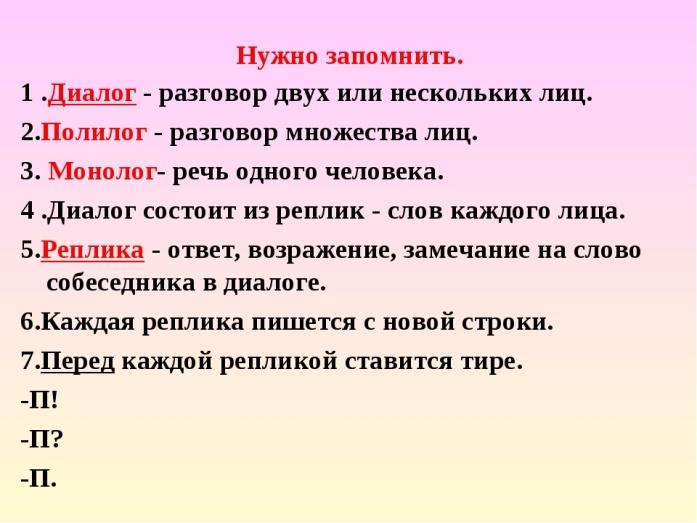 Нужно запомнить.
1 .Диалог - разговор двух или нескольких лиц.
2.Полилог - разговор множества лиц.
3. Монолог- речь одного человека.
4 .Диалог состоит из реплик - слов каждого лица.
5.Реплика - ответ, возражение, замечание на слово
собеседника в диалоге.
6.Каждая реплика пишется с новой строки.
7.Перед каждой репликой ставится тире.
-П!
-П?
-П.